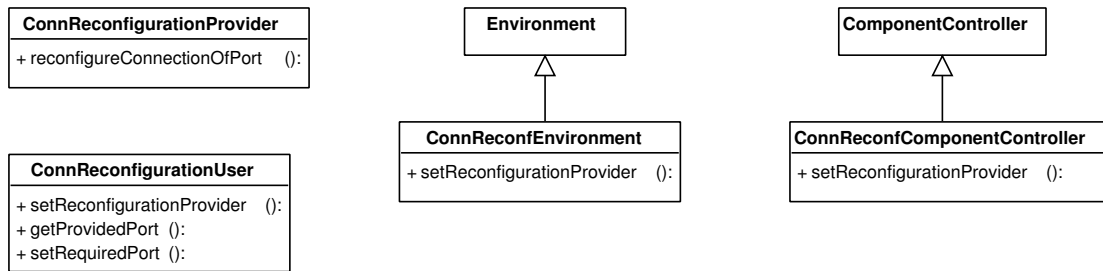 ConnReconfigurationProvider
+ reconfigureConnectionOfPort ():
Environment
ComponentController
ConnReconfEnvironment
+ setReconfigurationProvider ():
ConnReconfComponentController
+ setReconfigurationProvider ():
ConnReconfigurationUser
+ setReconfigurationProvider ():
+ getProvidedPort ():
+ setRequiredPort ():